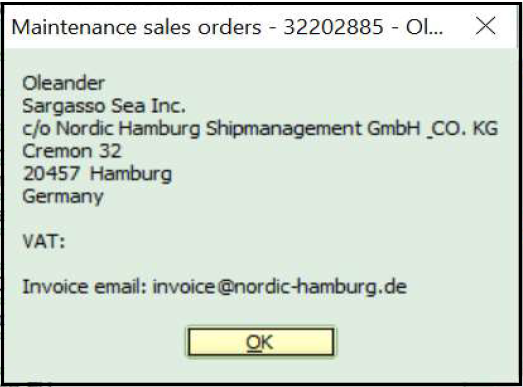 Maintenance sales orders - 32202885 - Ol...
Oleander
Sargasso Sea Inc.
c/o Nordic Hamburg Shipmanagement GmbH _CO. KG
Cremon 32
20457 Hamburg
Germany
VAT:
Invoice email: invoice@nordic-hamburg.de
OK